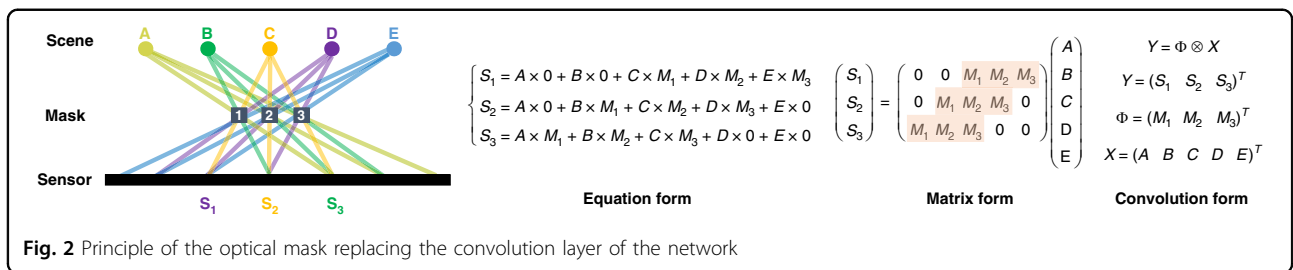 Scene
A B C D E
Mask
1 2 3
Sensor
S₁ S₂ S₃
S₁ = A × 0 + B × 0 + C × M₁ + D × M₂ + E × M₃
S₂ = A × 0 + B × M₁ + C × M₂ + D × M₃ + E × 0
S₃ = A × M₁ + B × M₂ + C × M₃ + D × 0 + E × 0
Equation form
(S₁ S₂ S₃) =
0 0 M₁ M₂ M₃
0 M₁ M₂ M₃ 0
M₁ M₂ M₃ 0 0
A
B
C
D
E
Matrix form
Y = Φ ⊗ X
Y = (S₁ S₂ S₃)ᵀ
Φ = (M₁ M₂ M₃)ᵀ
X = (A B C D E)ᵀ
Convolution form
Fig. 2 Principle of the optical mask replacing the convolution layer of the network